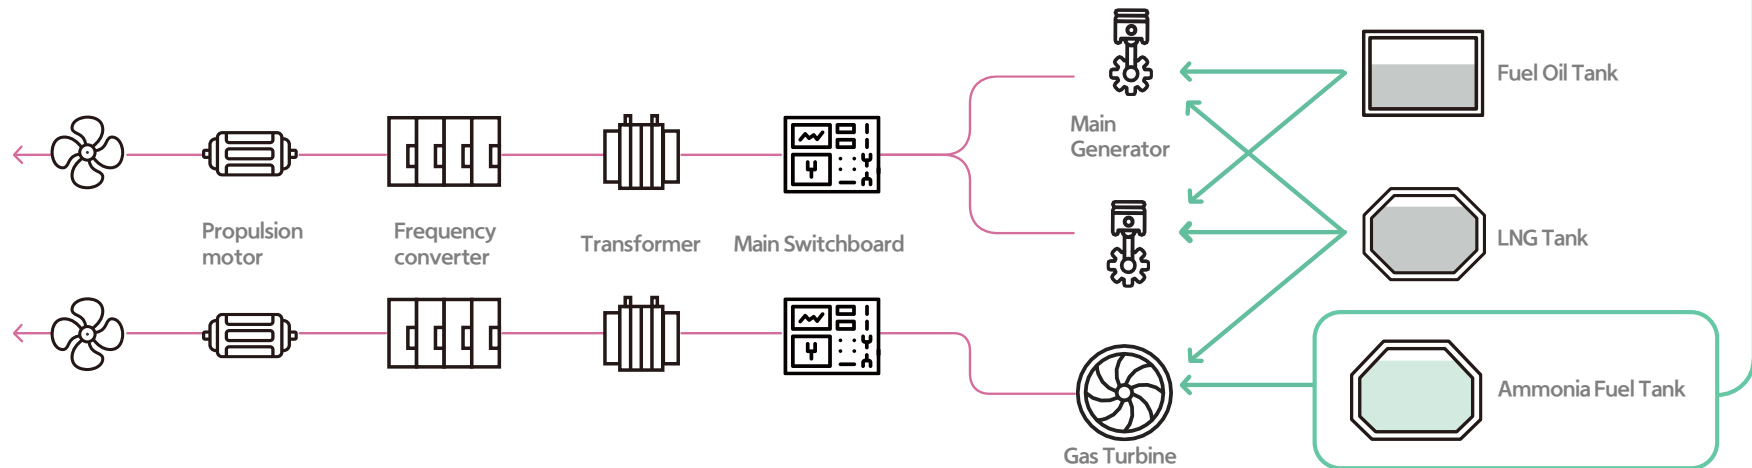 Fuel Oil Tank
Main
Generator
Propulsion
motor
Frequency
converter
Transformer
Main Switchboard
LNG Tank
Ammonia Fuel Tank
Gas Turbine